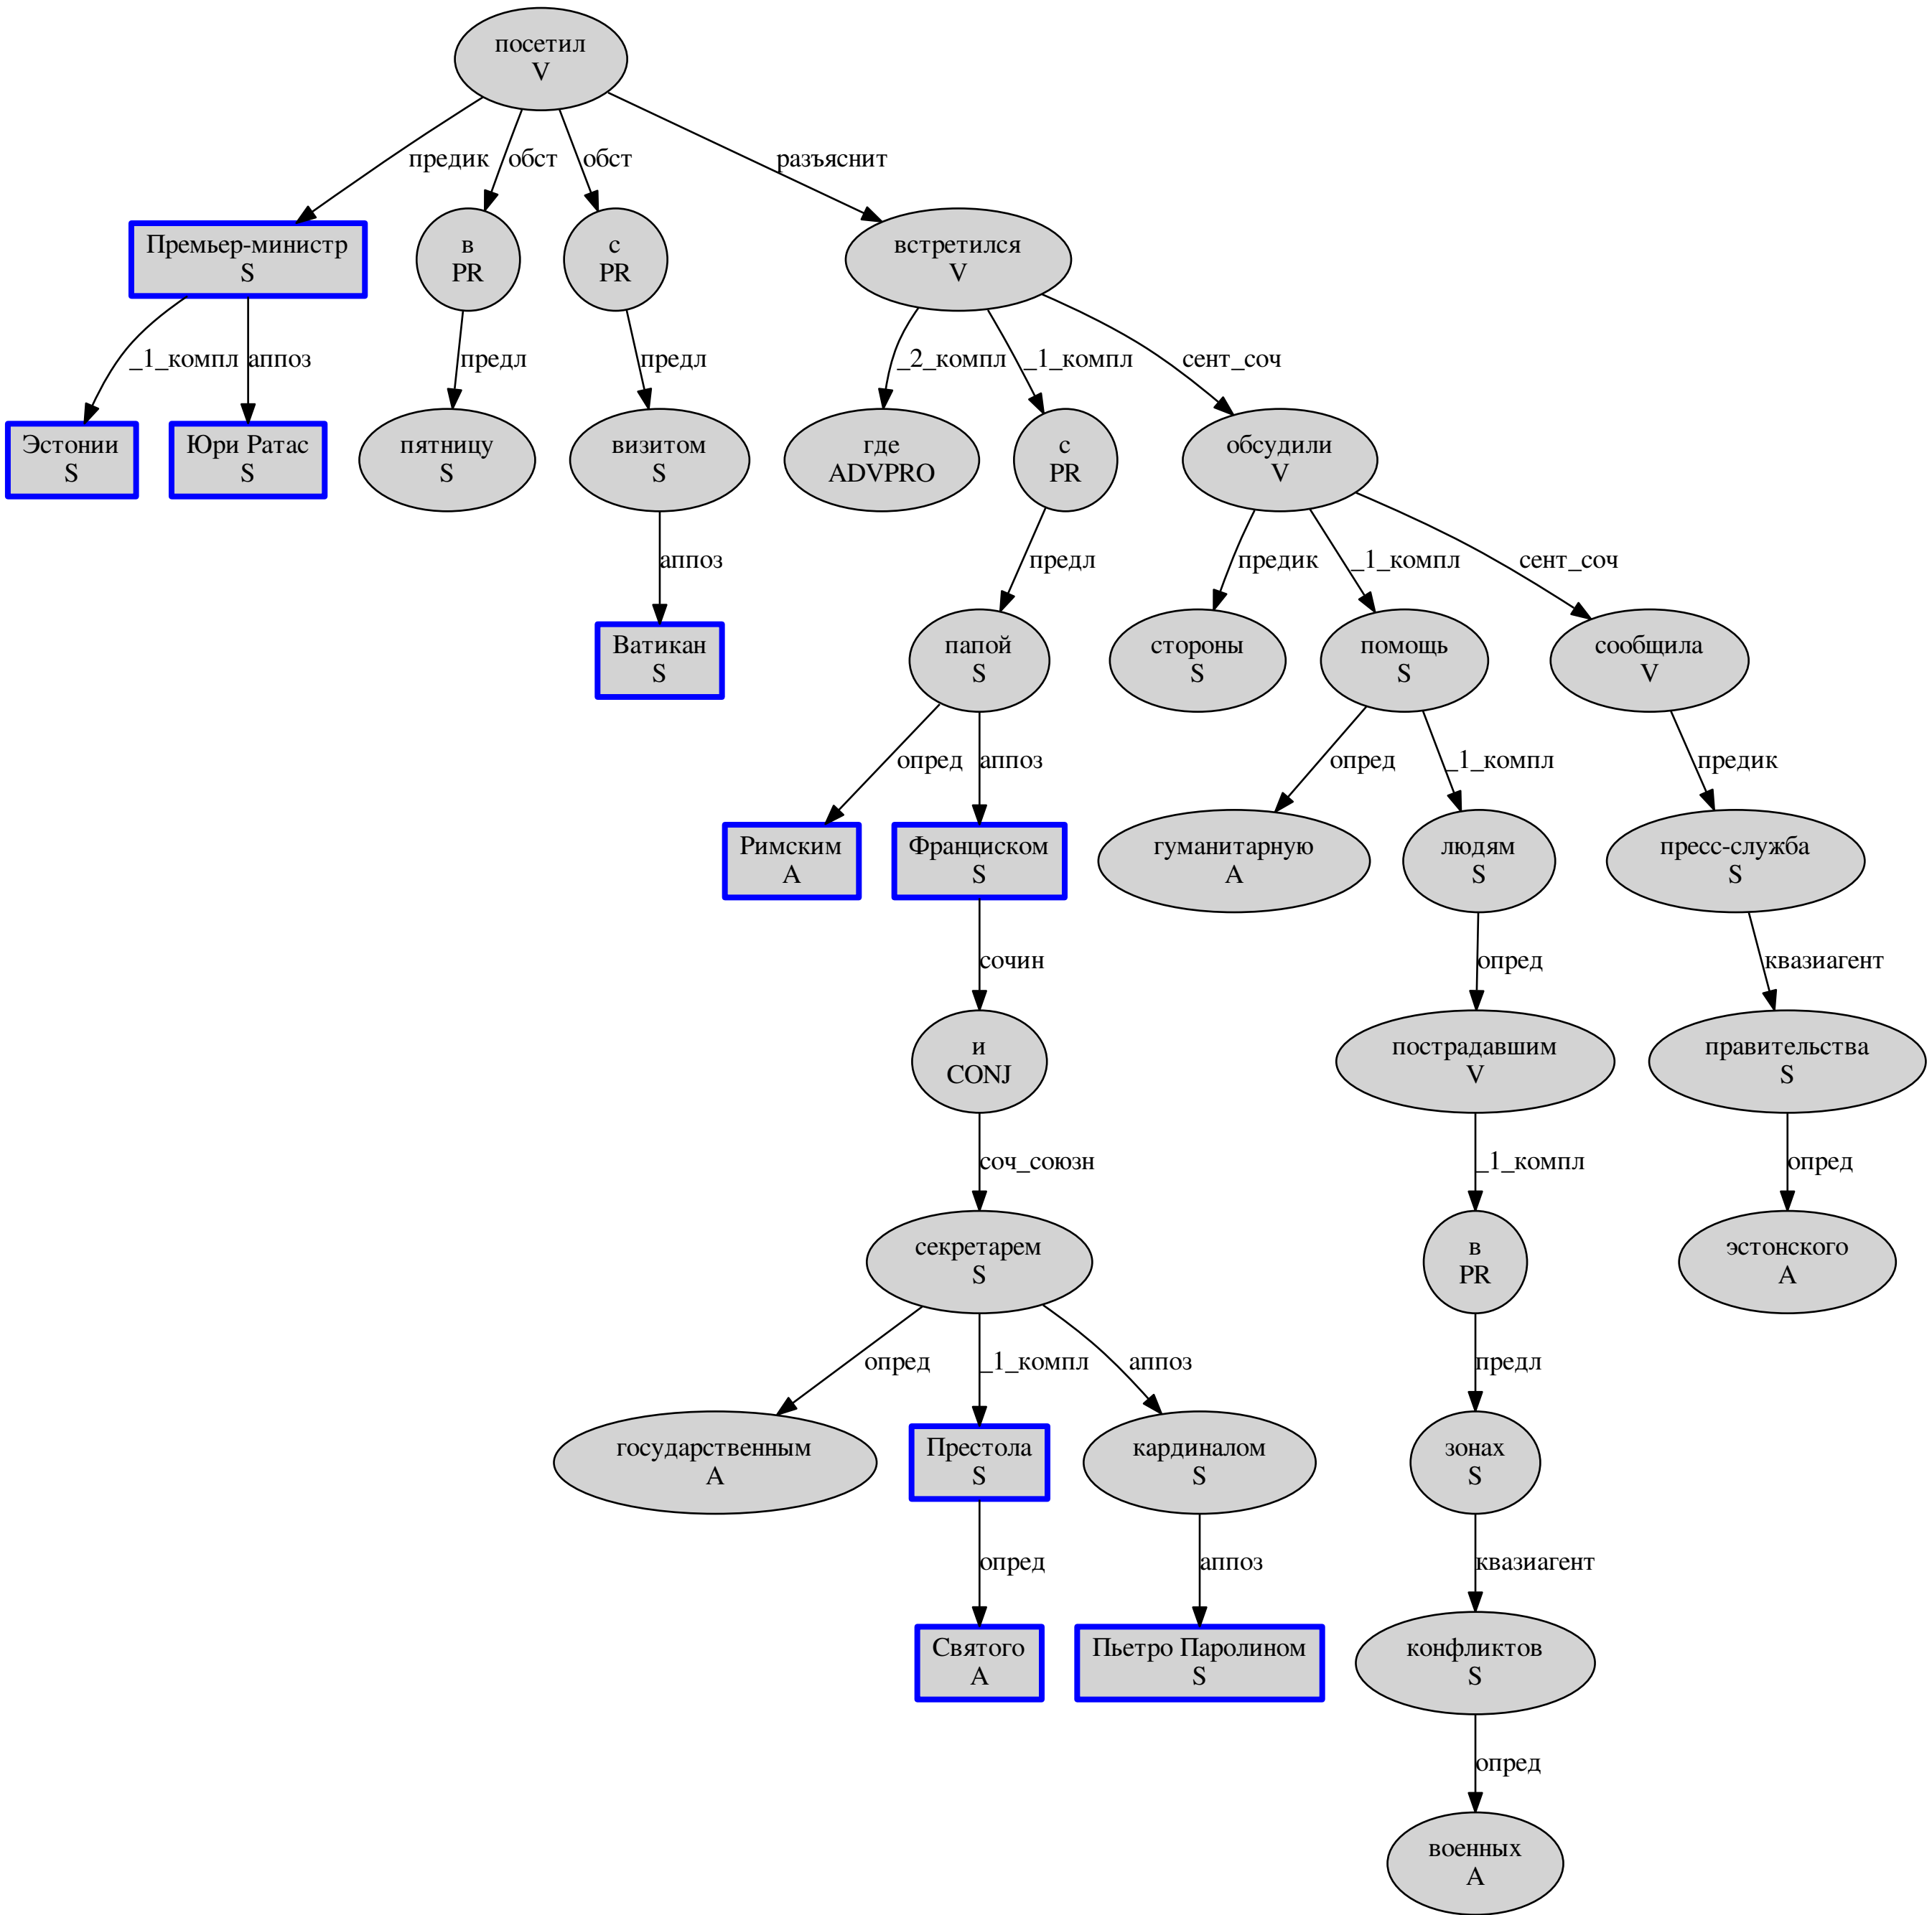 посетил
V
предик
обст
обст
разъяснит
Премьер-министр
S
в
PR
с
PR
встретился
V
_1_компл
аппоз
предл
предл
_2_компл
_1_компл
сент_соч
Эстонии
S
Юри Ратас
S
пятницу
S
визитом
S
где
ADVPRO
с
PR
обсудили
V
аппоз
предл
предик
_1_компл
сент_соч
Ватикан
S
папой
S
стороны
S
помощь
S
сообщила
V
опред
аппоз
опред
_1_компл
предик
Римским
A
Франциском
S
гуманитарную
A
людям
S
пресс-служба
S
сочин
опред
квазиагент
и
CONJ
пострадавшим
V
правительства
S
соч_союзн
_1_компл
опред
секретарем
S
в
PR
эстонского
A
опред
_1_компл
аппоз
предл
государственным
A
Престола
S
кардиналом
S
зонах
S
опред
аппоз
квазиагент
Святого
A
Пьетро Паролином
S
конфликтов
S
опред
военных
A